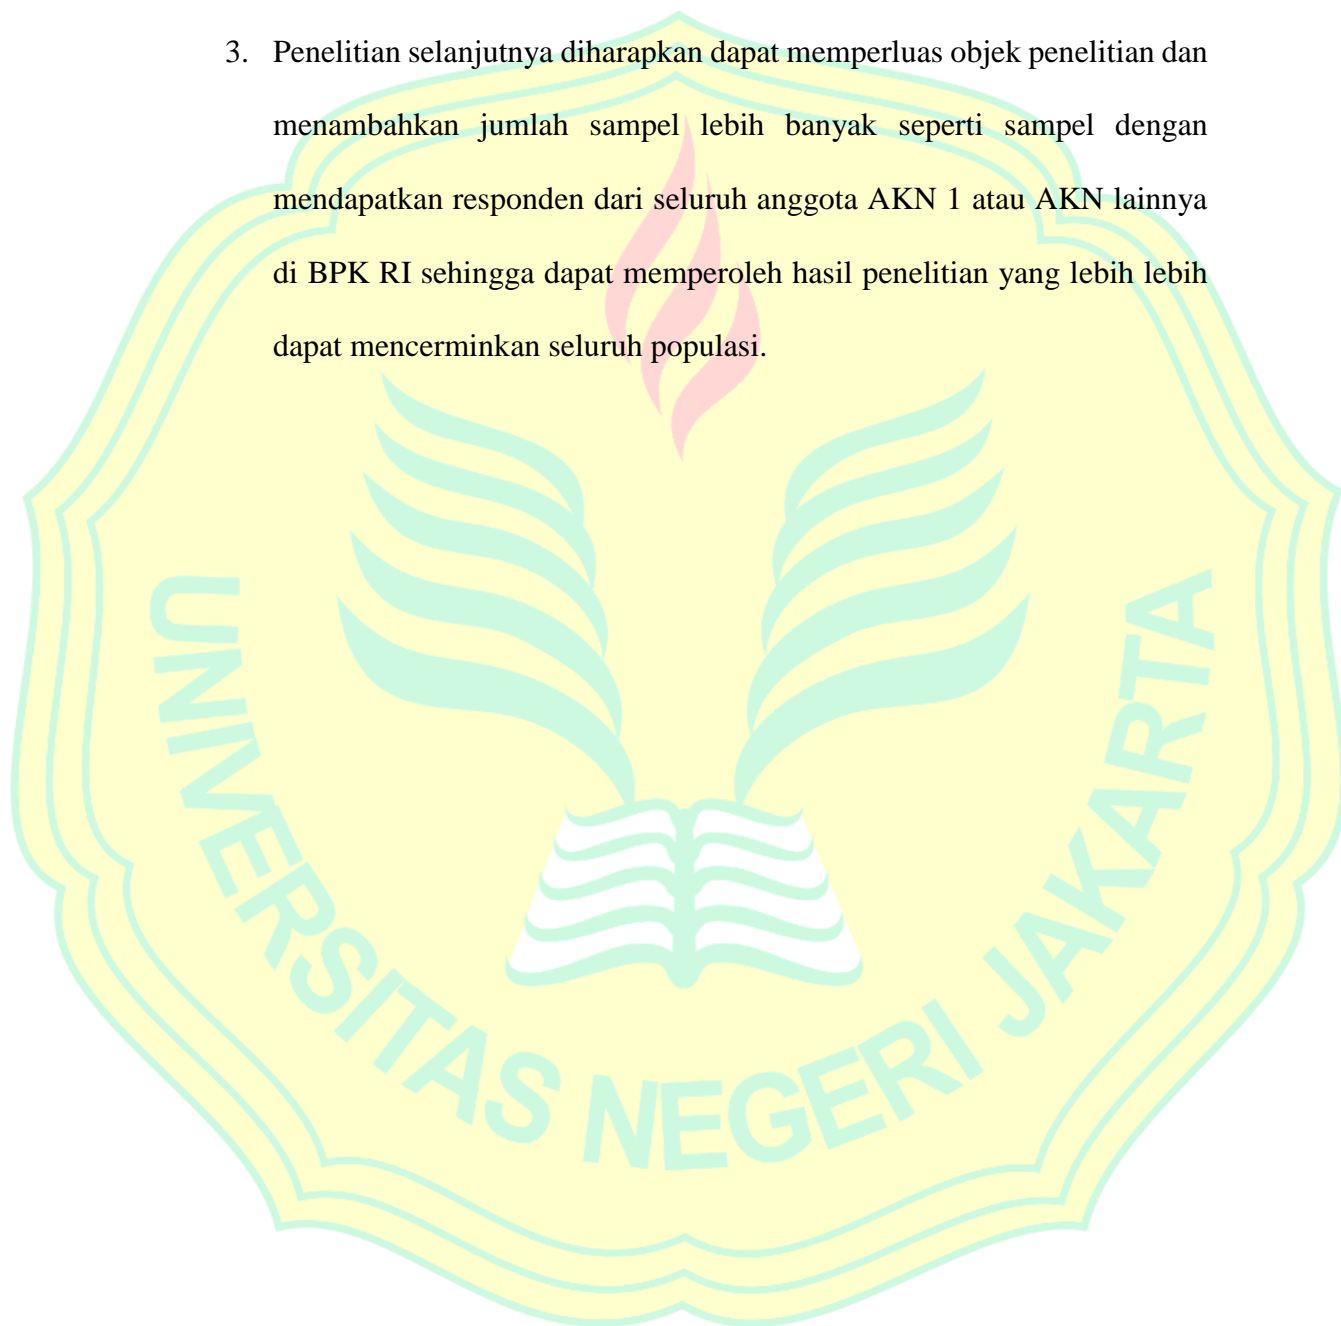 3. Penelitian selanjutnya diharapkan dapat memperluas objek penelitian dan
menambahkan jumlah sampel lebih banyak seperti sampel dengan
mendapatkan responden dari seluruh anggota AKN 1 atau AKN lainnya
di BPK RI sehingga dapat memperoleh hasil penelitian yang lebih lebih
dapat mencerminkan seluruh populasi.
UNIVERSITAS NEGERI JAKARTA